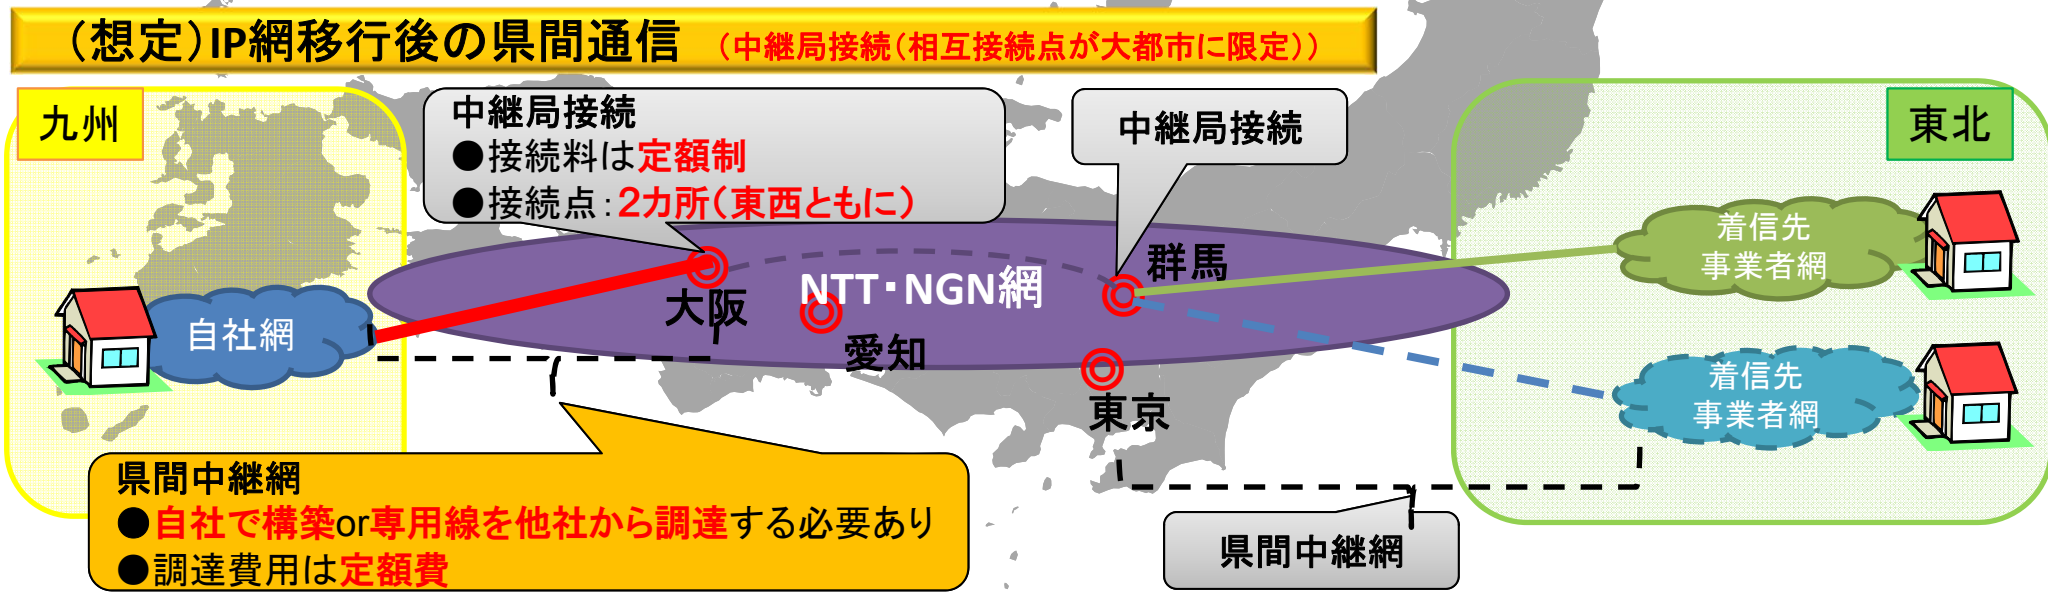 （想定）IP網移行後の県間通信　（中継局接続（相互接続点が大都市に限定））
九州
中継局接続
●接続料は定額制
●接続点：2カ所（東西ともに）
中継局接続
東北
着信先
事業者網
群馬
NTT・NGN網
大阪
自社網
愛知
東京
着信先
事業者網
県間中継網
●自社で構築or専用線を他社から調達する必要あり
●調達費用は定額費
県間中継網